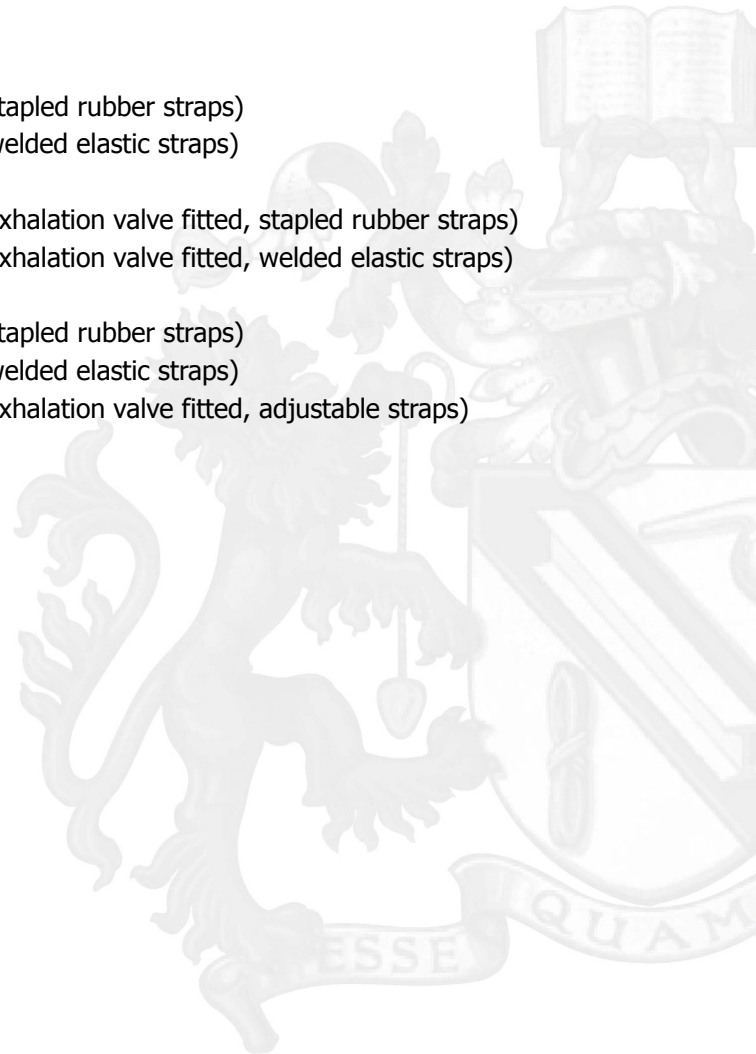 tapled rubber straps)
welded elastic straps)
xhalation valve fitted, stapled rubber straps)
xhalation valve fitted, welded elastic straps)
tapled rubber straps)
welded elastic straps)
xhalation valve fitted, adjustable straps)
ESSE QUAM